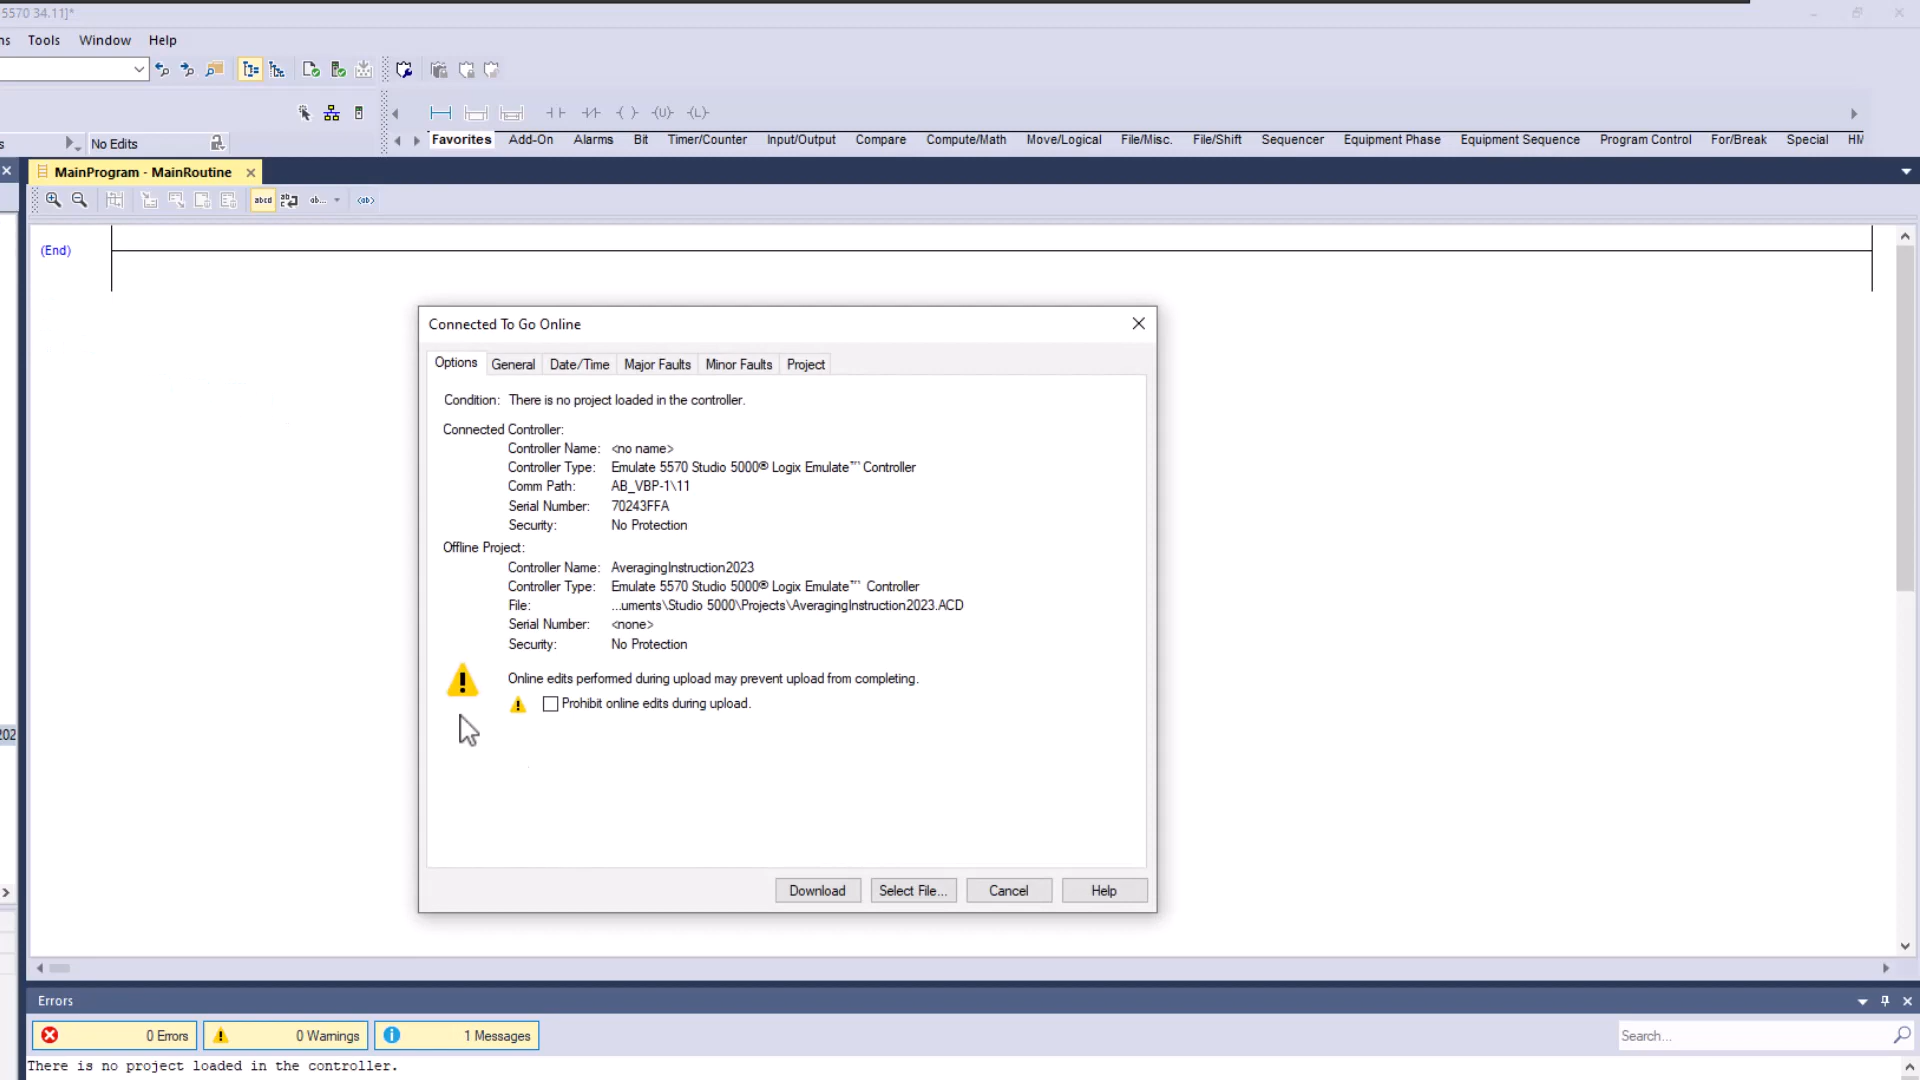 5570 34.11]*
ns Tools Window Help
No Edits
Favorites Add-On Alarms Bit Timer/Counter Input/Output Compare Compute/Math Move/Logical File/Misc. File/Shift Sequencer Equipment Phase Equipment Sequence Program Control For/Break Special HM
MainProgram - MainRoutine
abcd ab... <ab>
(End)
Connected To Go Online
Options General Date/Time Major Faults Minor Faults Project
Condition: There is no project loaded in the controller.
Connected Controller:
Controller Name: <no name>
Controller Type: Emulate 5570 Studio 5000® Logix Emulate™ Controller
Comm Path: AB_VBP-1\11
Serial Number: 70243FFA
Security: No Protection
Offline Project:
Controller Name: AveragingInstruction2023
Controller Type: Emulate 5570 Studio 5000® Logix Emulate™ Controller
File: ...uments\Studio 5000\Projects\AveragingInstruction2023.ACD
Serial Number: <none>
Security: No Protection
Online edits performed during upload may prevent upload from completing.
Prohibit online edits during upload.
202
Download Select File... Cancel Help
Errors
0 Errors 0 Warnings 1 Messages Search...
There is no project loaded in the controller.